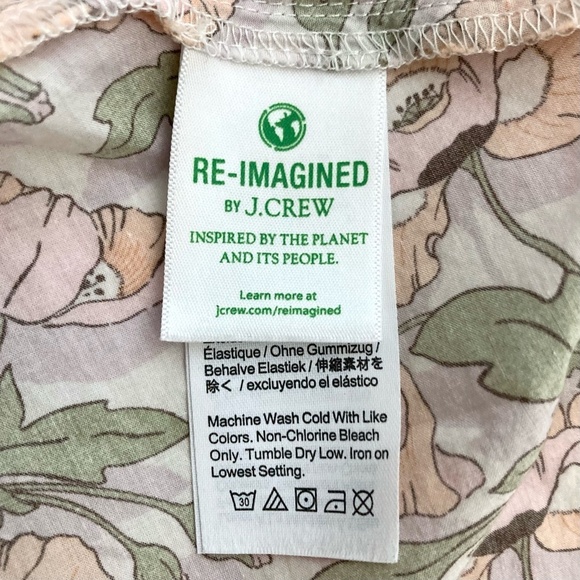 RE-IMAGINED
BY J.CREW
INSPIRED BY THE PLANET
AND ITS PEOPLE.
Learn more at
jcrew.com/reimagined
Élastique / Ohne Gummizug /
Behalve Elastiek / 伸縮素材を
除く / excluyendo el elástico
Machine Wash Cold With Like
Colors. Non-Chlorine Bleach
Only. Tumble Dry Low. Iron on
Lowest Setting.
30